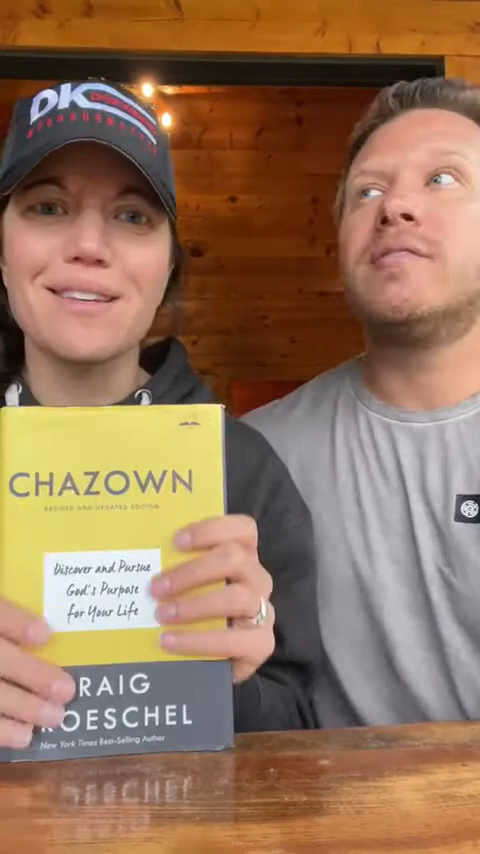 DK
CHAZOWN
REVISED AND UPDATED EDITION
Discover and Pursue
God's Purpose
for Your Life
RAIG
ROESCHEL
New York Times Best-Selling Author